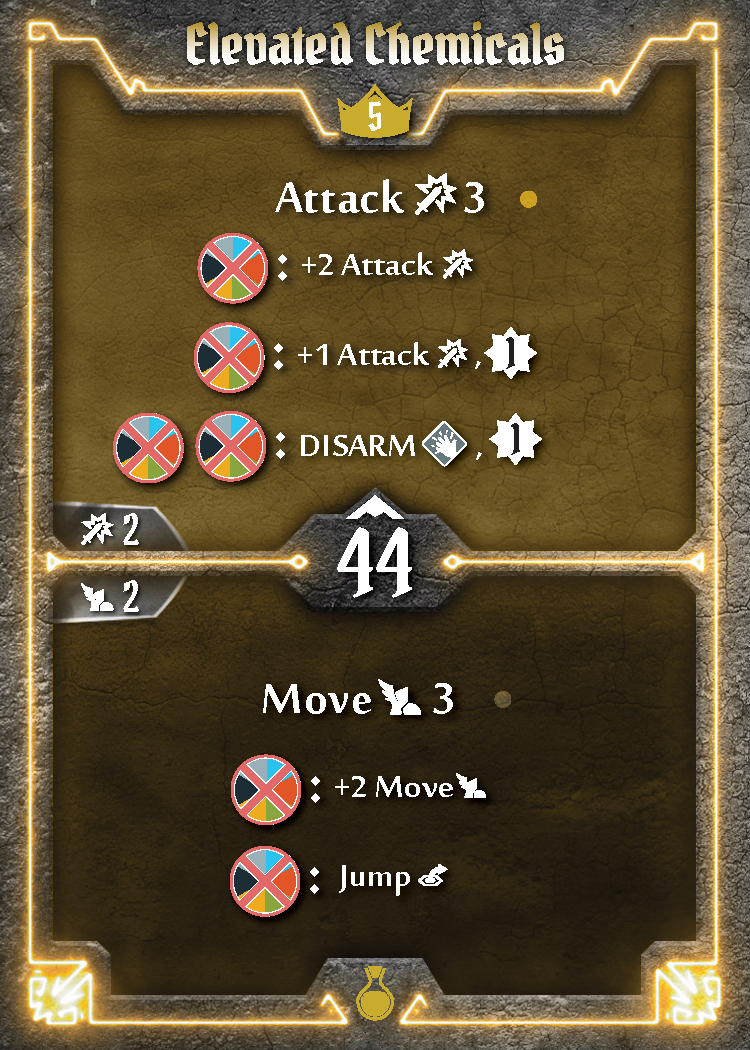 Elevated Chemicals
5
Attack 3
: +2 Attack
: +1 Attack , 1
: DISARM , 1
2
44
2
Move 3
: +2 Move
: Jump